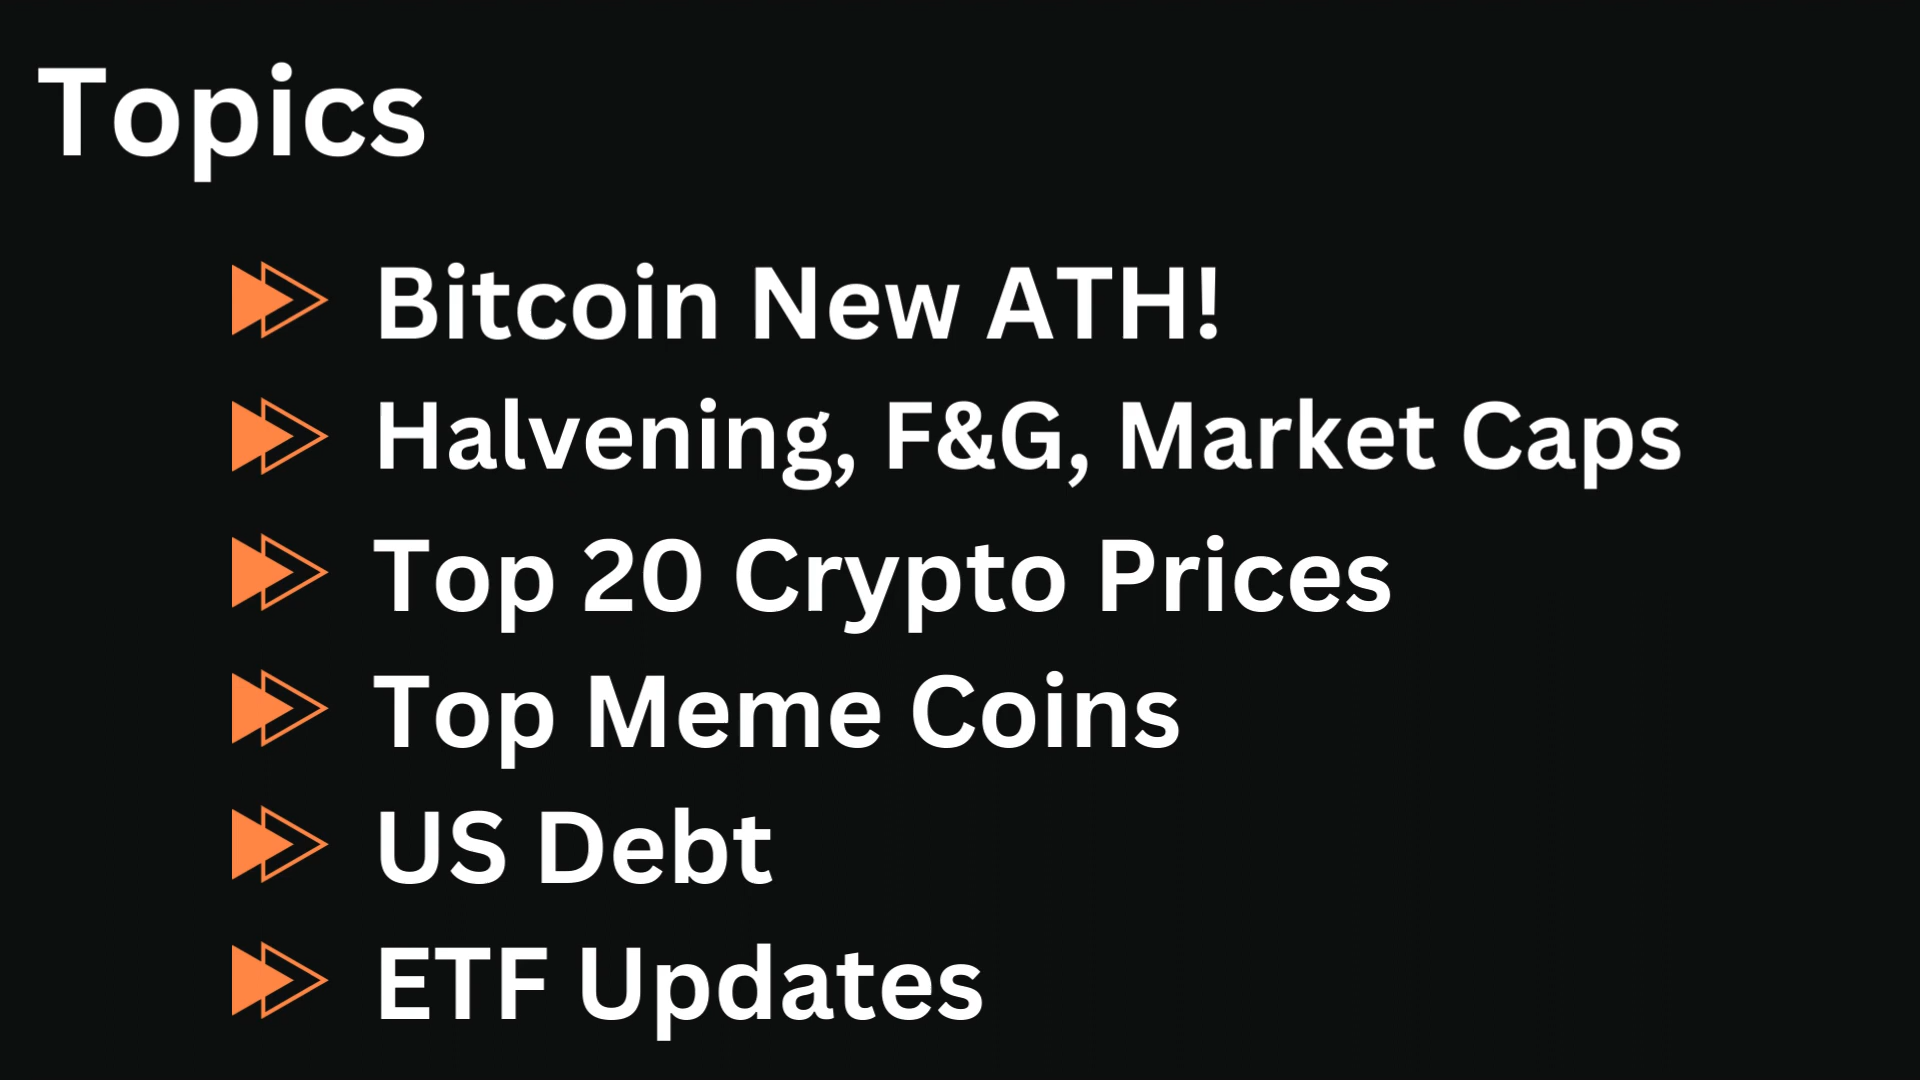 Topics
Bitcoin New ATH!
Halvening, F&G, Market Caps
Top 20 Crypto Prices
Top Meme Coins
US Debt
ETF Updates